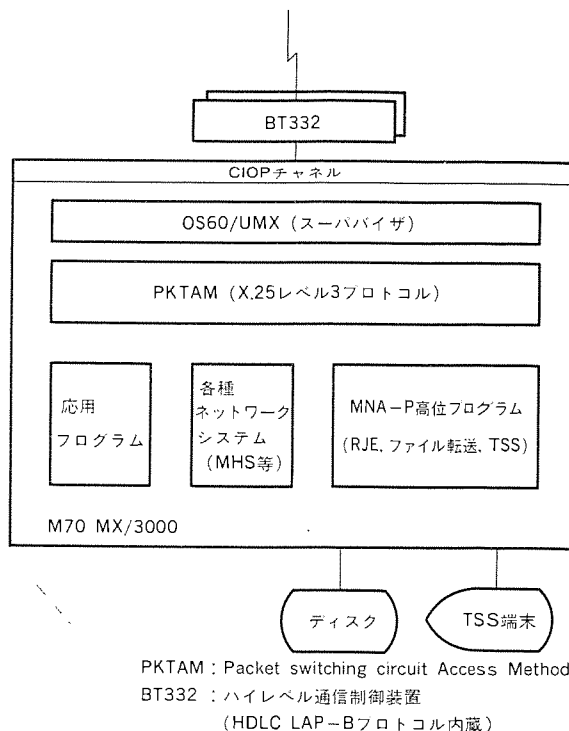 BT332
CIOPチャネル
OS60/UMX (スーパバイザ)
PKTAM (X.25レベル3プロトコル)
応用
プログラム
各種
ネットワーク
システム
(MHS等)
MNA-P高位プログラム
(RJE, ファイル転送, TSS)
M70 MX/3000
ディスク
TSS端末
PKTAM : Packet switching circuit Access Method
BT332 : ハイレベル通信制御装置
(HDLC LAP-Bプロトコル内蔵)